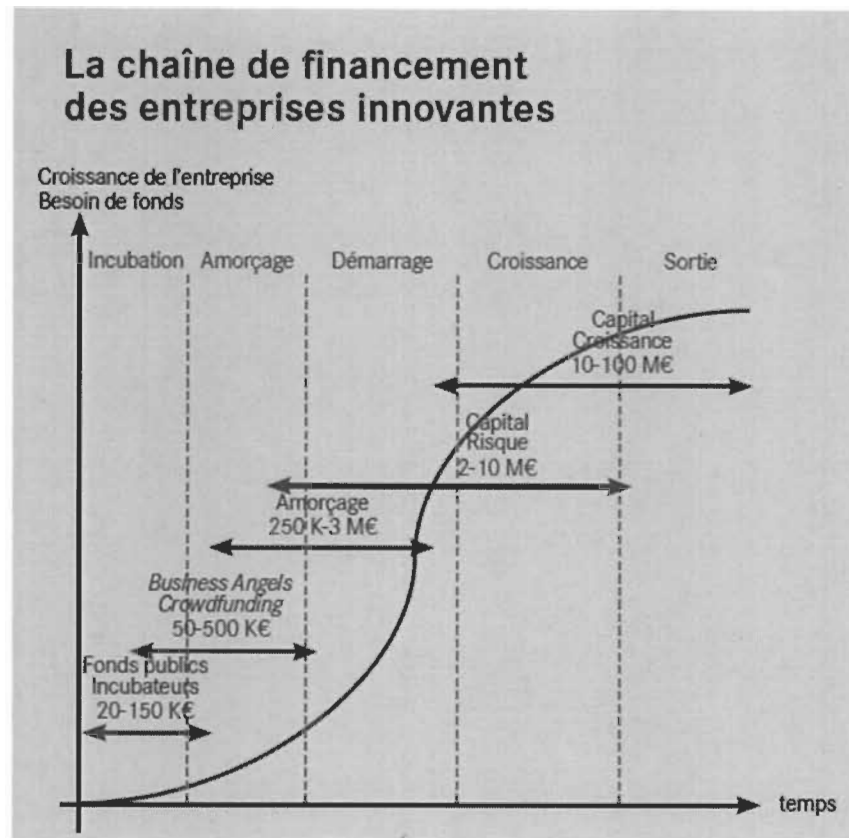 La chaîne de financement
des entreprises innovantes
Croissance de l'entreprise
Besoin de fonds
Incubation
Amorçage
Démarrage
Croissance
Sortie
Capital
Croissance
10-100 M€
Capital
Risque
2-10 M€
Amorçage
250 K-3 M€
Business Angels
Crowdfunding
50-500 K€
Fonds publics
Incubateurs
20-150 K€
temps